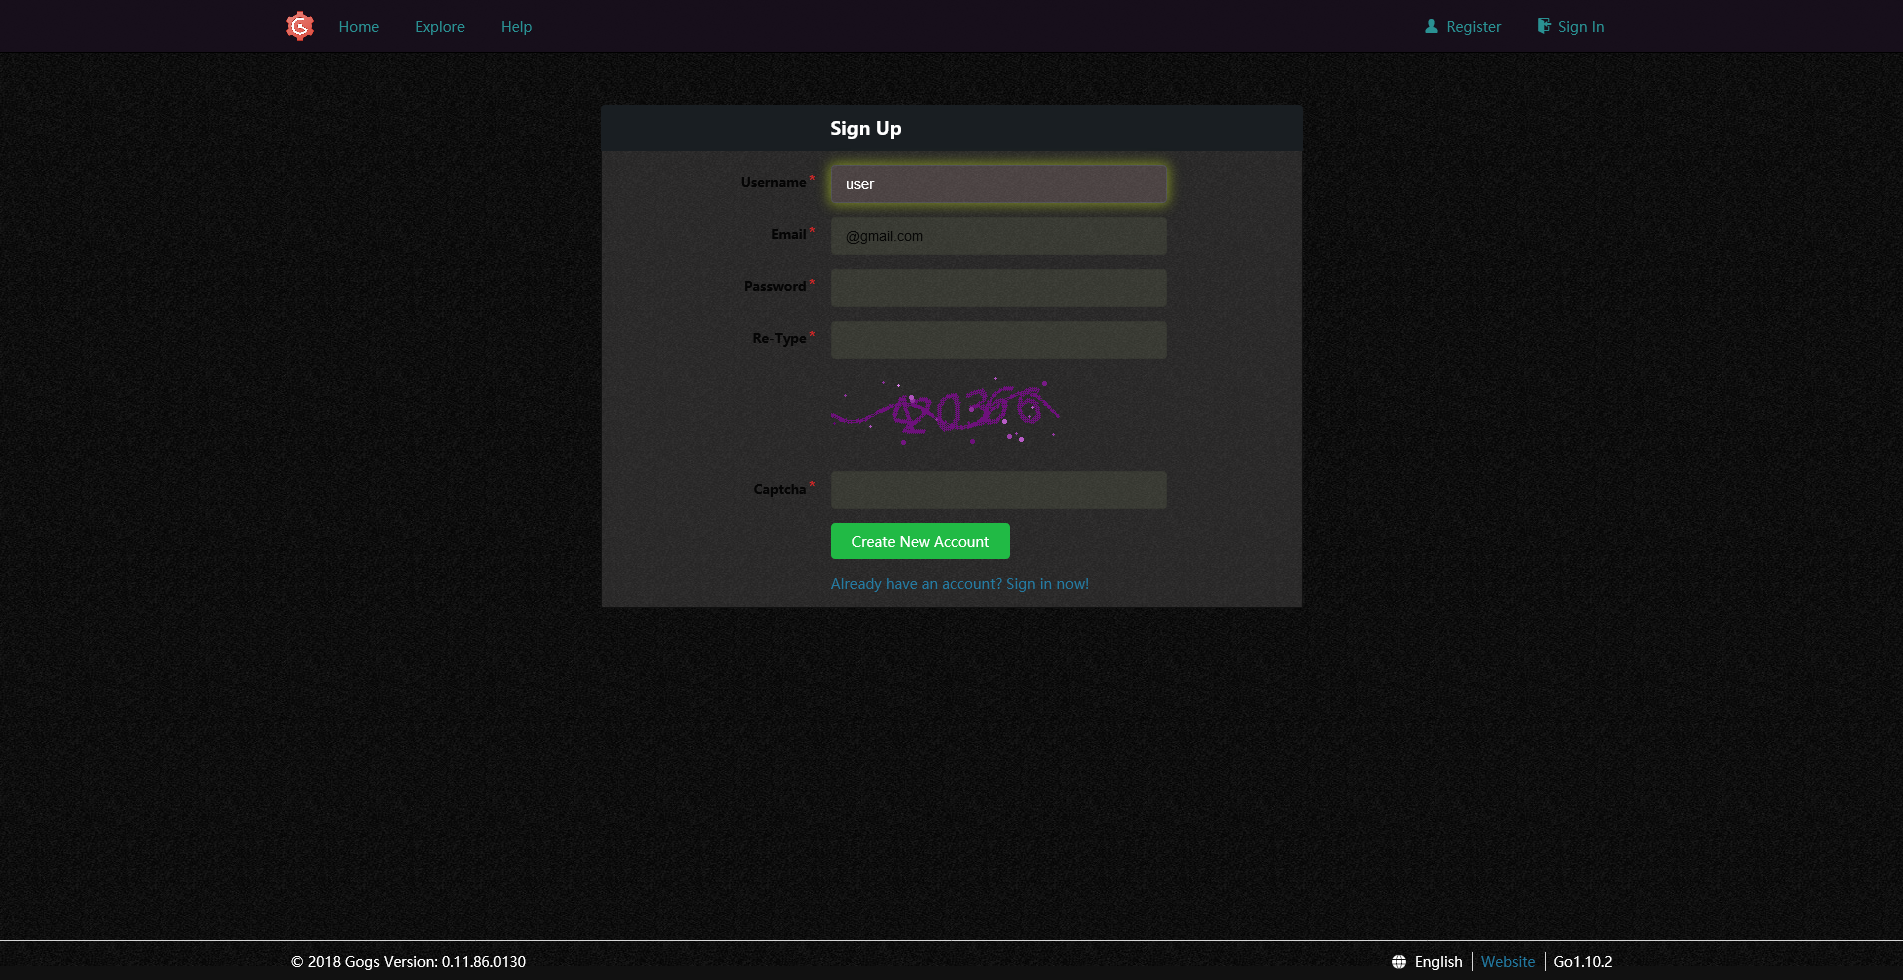 Home Explore Help Register Sign In
Sign Up
Username *
user
Email *
@gmail.com
Password *
Re-Type *
Captcha *
Create New Account
Already have an account? Sign in now!
© 2018 Gogs Version: 0.11.86.0130 English Website Go1.10.2